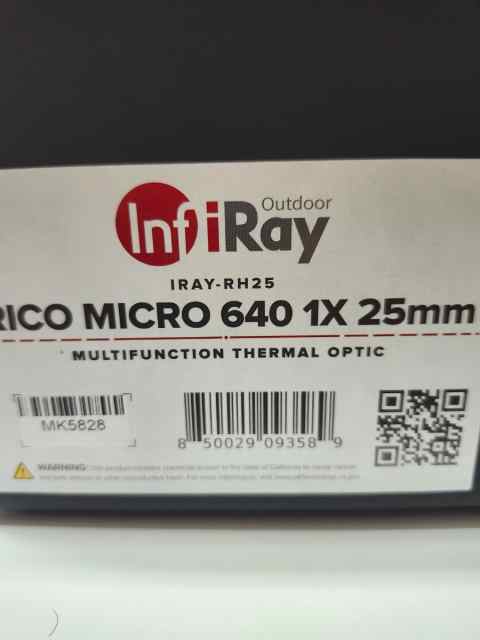 Outdoor
InfiRay
IRAY-RH25
RICO MICRO 640 1X 25mm
MULTIFUNCTION THERMAL OPTIC
MK5828
8 50029 09358 9
WARNING: